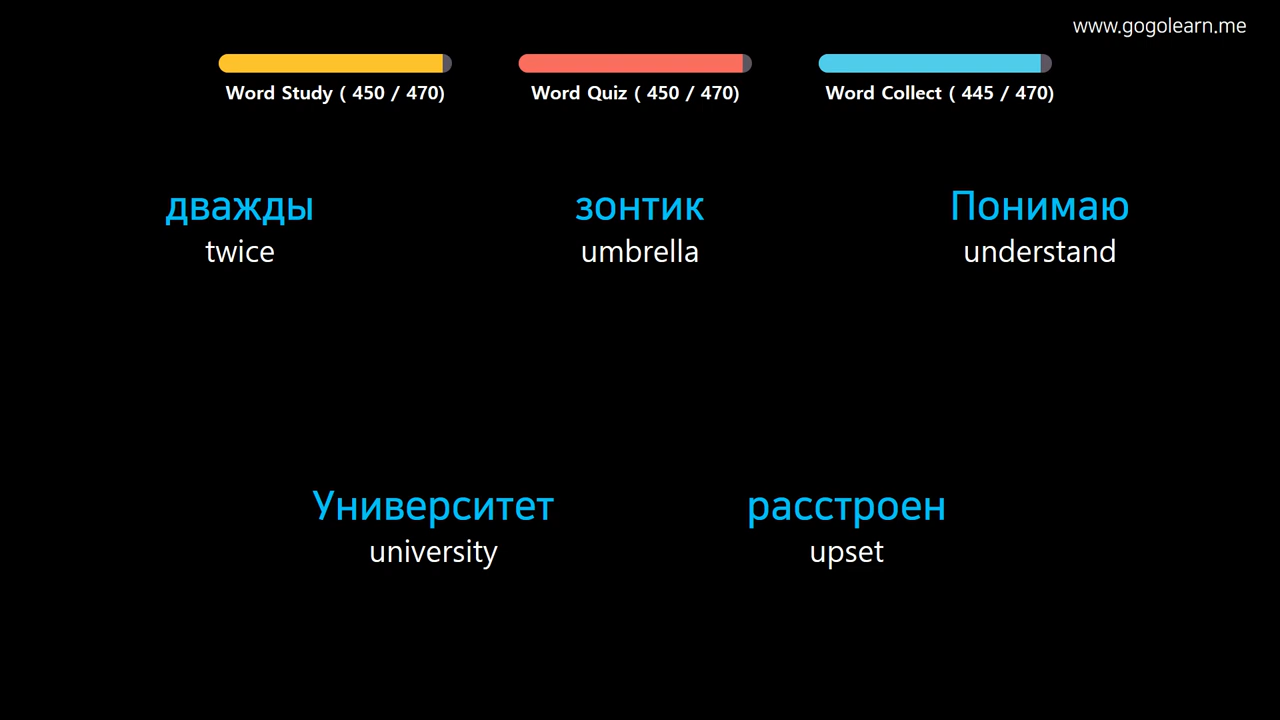 www.gogolearn.me
Word Study ( 450 / 470)
Word Quiz ( 450 / 470)
Word Collect ( 445 / 470)
дважды
twice
зонтик
umbrella
Понимаю
understand
Университет
university
расстроен
upset